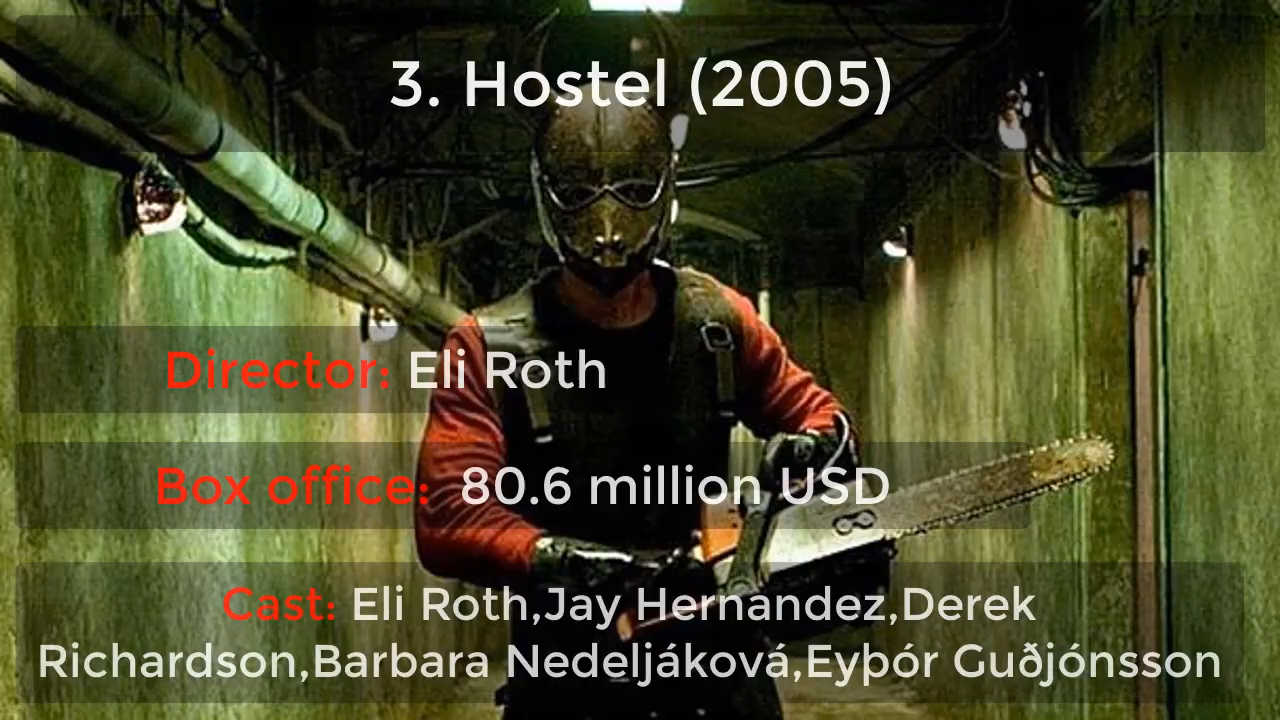 3. Hostel (2005)
Director: Eli Roth
Box office:  80.6 million USD
Cast: Eli Roth,Jay Hernandez,Derek
Richardson,Barbara Nedeljáková,Eyþór Guðjónsson